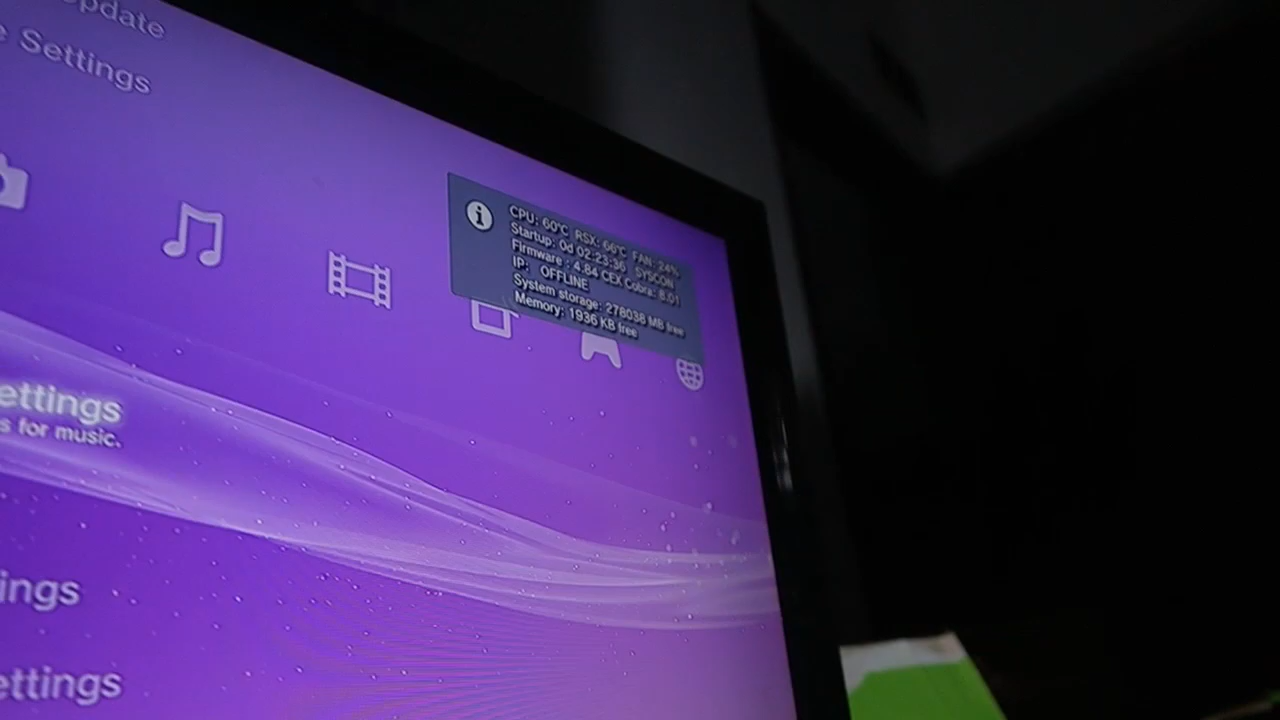 Update
e Settings
CPU: 60°C RSX: 66°C FAN: 24%
Startup: 0d 02:23:36 SYSCON
Firmware : 4.84 CEX Cobra: 8.01
IP: OFFLINE
System storage: 278038 MB free
Memory: 1936 KB free
ettings
s for music.
ings
ettings